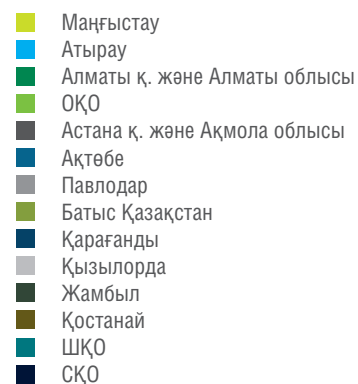 Маңғыстау
Атырау
Алматы қ. және Алматы облысы
ОҚО
Астана қ. және Ақмола облысы
Ақтөбе
Павлодар
Батыс Қазақстан
Қарағанды
Қызылорда
Жамбыл
Қостанай
ШҚО
СҚО